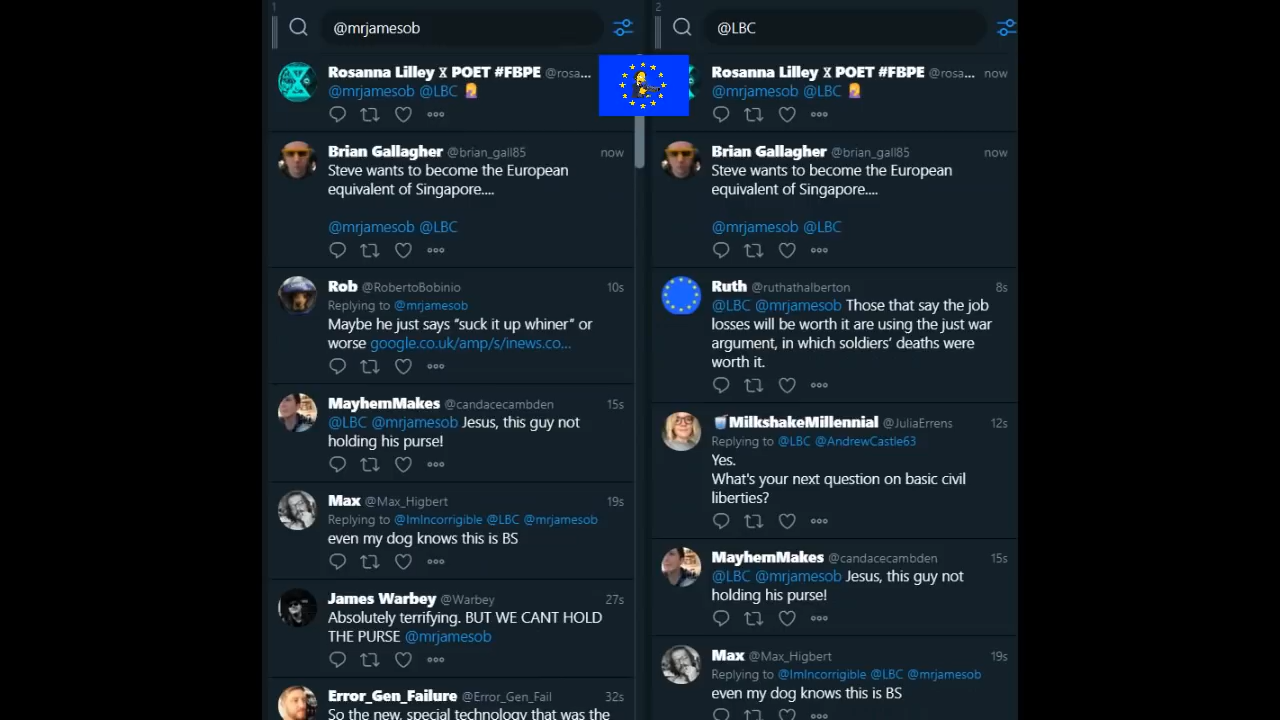 1
@mrjamesob
Rosanna Lilley X POET #FBPE @rosa...
@mrjamesob @LBC
Brian Gallagher @brian_gall85 now
Steve wants to become the European
equivalent of Singapore....
@mrjamesob @LBC
Rob @RobertoBobinio 10s
Replying to @mrjamesob
Maybe he just says “suck it up whiner” or
worse google.co.uk/amp/s/inews.co...
MayhemMakes @candacecambden 15s
@LBC @mrjamesob Jesus, this guy not
holding his purse!
Max @Max_Higbert 19s
Replying to @ImIncorrigible @LBC @mrjamesob
even my dog knows this is BS
James Warbey @Warbey 27s
Absolutely terrifying. BUT WE CANT HOLD
THE PURSE @mrjamesob
Error_Gen_Failure @Error_Gen_Fail 32s
So the new, special technology that was the
2
@LBC
Rosanna Lilley X POET #FBPE @rosa... now
@mrjamesob @LBC
Brian Gallagher @brian_gall85 now
Steve wants to become the European
equivalent of Singapore....
@mrjamesob @LBC
Ruth @ruthathalberton 8s
@LBC @mrjamesob Those that say the job
losses will be worth it are using the just war
argument, in which soldiers’ deaths were
worth it.
MilkshakeMillennial @JuliaErrens 12s
Replying to @LBC @AndrewCastle63
Yes.
What's your next question on basic civil
liberties?
MayhemMakes @candacecambden 15s
@LBC @mrjamesob Jesus, this guy not
holding his purse!
Max @Max_Higbert 19s
Replying to @ImIncorrigible @LBC @mrjamesob
even my dog knows this is BS